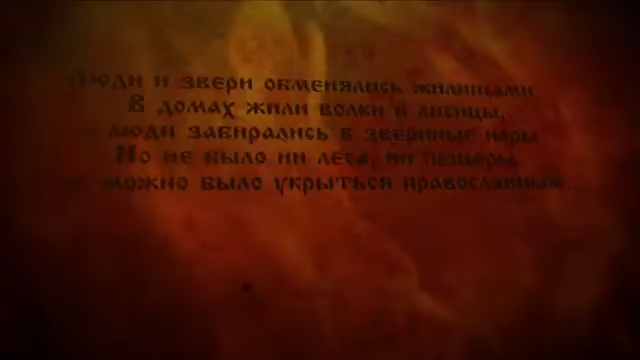 Люди и звери обменялись жилищами
В домах жили волки и лисицы,
люди забирались в звериные норы
Но не было ни леса, ни пещеры,
можно было укрыться православным.